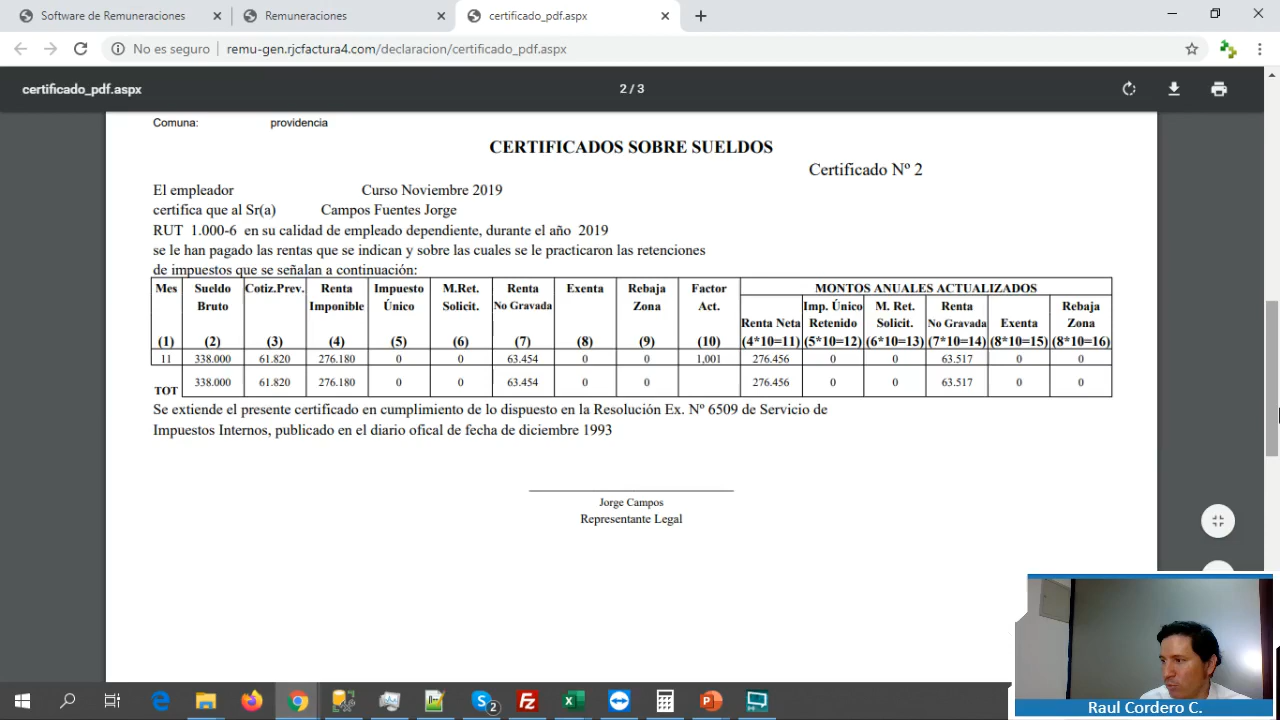 Software de Remuneraciones
Remuneraciones
certificado_pdf.aspx
No es seguro
remu-gen.rjcfactura4.com/declaracion/certificado_pdf.aspx
certificado_pdf.aspx
2 / 3
Comuna: providencia
CERTIFICADOS SOBRE SUELDOS
Certificado Nº 2
El empleador Curso Noviembre 2019
certifica que al Sr(a) Campos Fuentes Jorge
RUT 1.000-6 en su calidad de empleado dependiente, durante el año 2019
se le han pagado las rentas que se indican y sobre las cuales se le practicaron las retenciones
de impuestos que se señalan a continuación:
Mes Sueldo Cotiz.Prev. Renta Impuesto M.Ret. Renta Exenta Rebaja Factor MONTOS ANUALES ACTUALIZADOS
Bruto Imponible Único Solicit. No Gravada Zona Act. Imp. Único M. Ret. Renta Rebaja
Renta Neta Retenido Solicit. No Gravada Exenta Zona
(1) (2) (3) (4) (5) (6) (7) (8) (9) (10) (4*10=11) (5*10=12) (6*10=13) (7*10=14) (8*10=15) (8*10=16)
11 338.000 61.820 276.180 0 0 63.454 0 0 1,001 276.456 0 0 63.517 0 0
TOT 338.000 61.820 276.180 0 0 63.454 0 0 276.456 0 0 63.517 0 0
Se extiende el presente certificado en cumplimiento de lo dispuesto en la Resolución Ex. Nº 6509 de Servicio de
Impuestos Internos, publicado en el diario ofical de fecha de diciembre 1993
Jorge Campos
Representante Legal
2
Raul Cordero C.